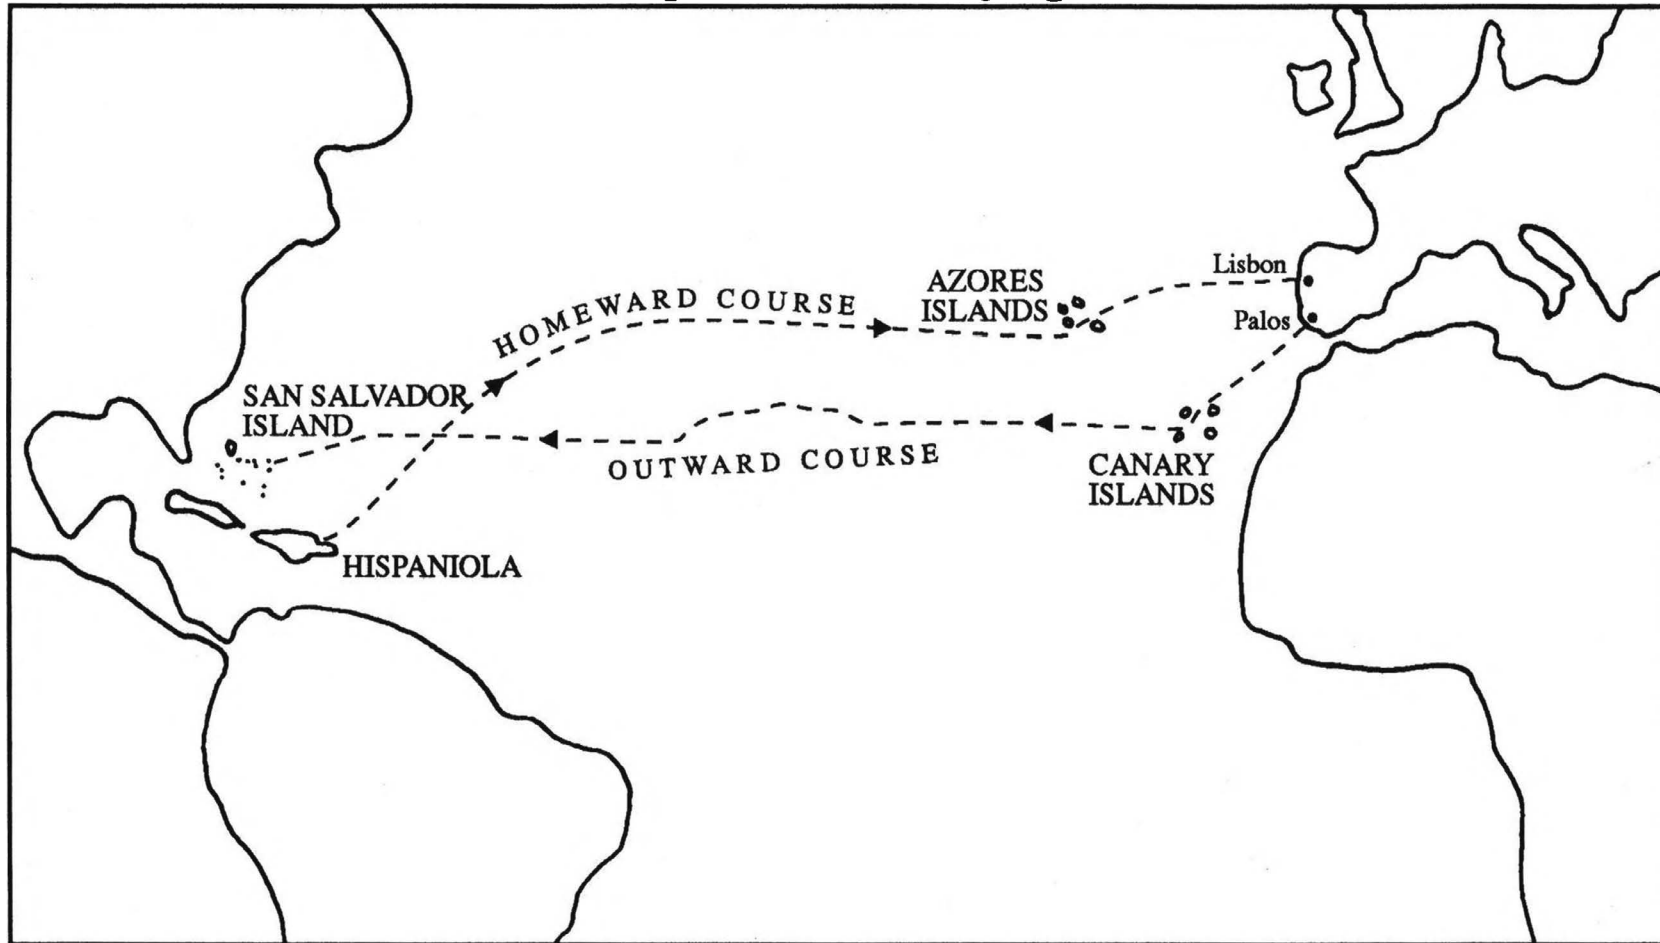 Lisbon
AZORES
ISLANDS
HOMEWARD COURSE
Palos
SAN SALVADOR
ISLAND
OUTWARD COURSE
CANARY
ISLANDS
HISPANIOLA